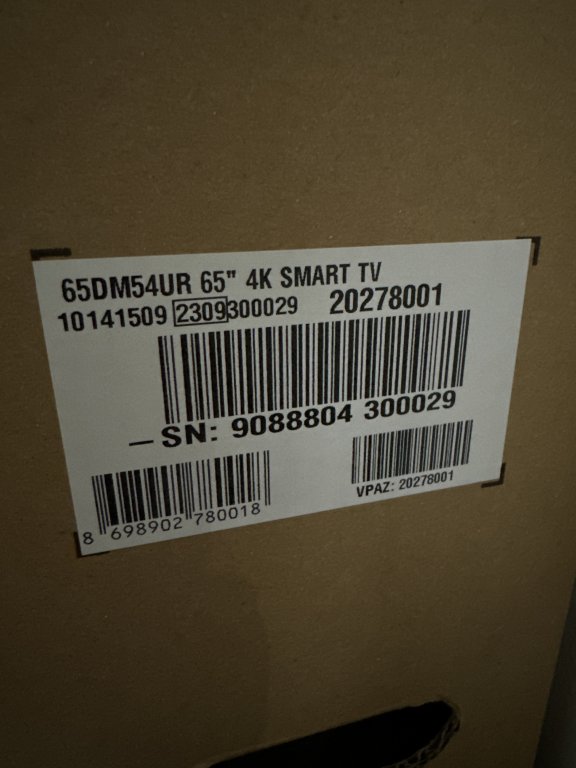 65DM54UR 65" 4K SMART TV
10141509 2309300029 20278001
—SN: 9088804 300029
8 698902 780018
VPAZ: 20278001